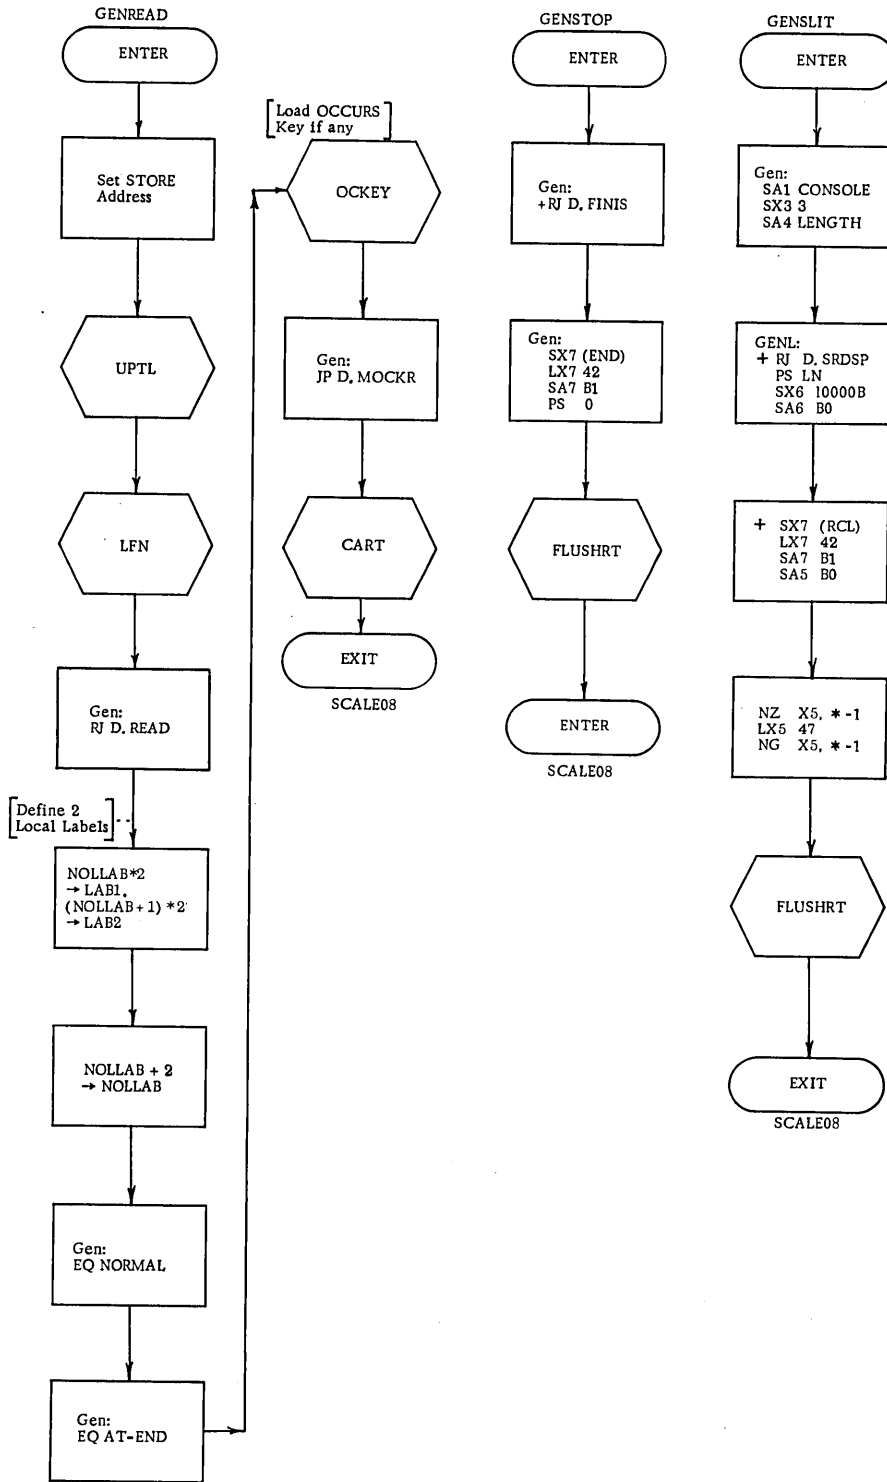 GENREAD
ENTER
Set STORE
Address
UPTL
LFN
Gen:
RJ D. READ
Define 2
Local Labels
NOLLAB*2
→ LAB1.
(NOLLAB + 1) *2
→ LAB2
NOLLAB + 2
→ NOLLAB
Gen:
EQ NORMAL
Gen:
EQ AT-END
Load OCCURS
Key if any
OCKEY
Gen:
JP D. MOCKR
CART
EXIT
SCALE08
GENSTOP
ENTER
Gen:
+RJ D. FINIS
Gen:
SX7 (END)
LX7 42
SA7 B1
PS 0
FLUSHRT
ENTER
SCALE08
GENSLIT
ENTER
Gen:
SA1 CONSOLE
SX3 3
SA4 LENGTH
GENL:
+ RJ D. SRDSP
PS LN
SX6 10000B
SA6 B0
+ SX7 (RCL)
LX7 42
SA7 B1
SA5 B0
NZ X5, *-1
LX5 47
NG X5, *-1
FLUSHRT
EXIT
SCALE08